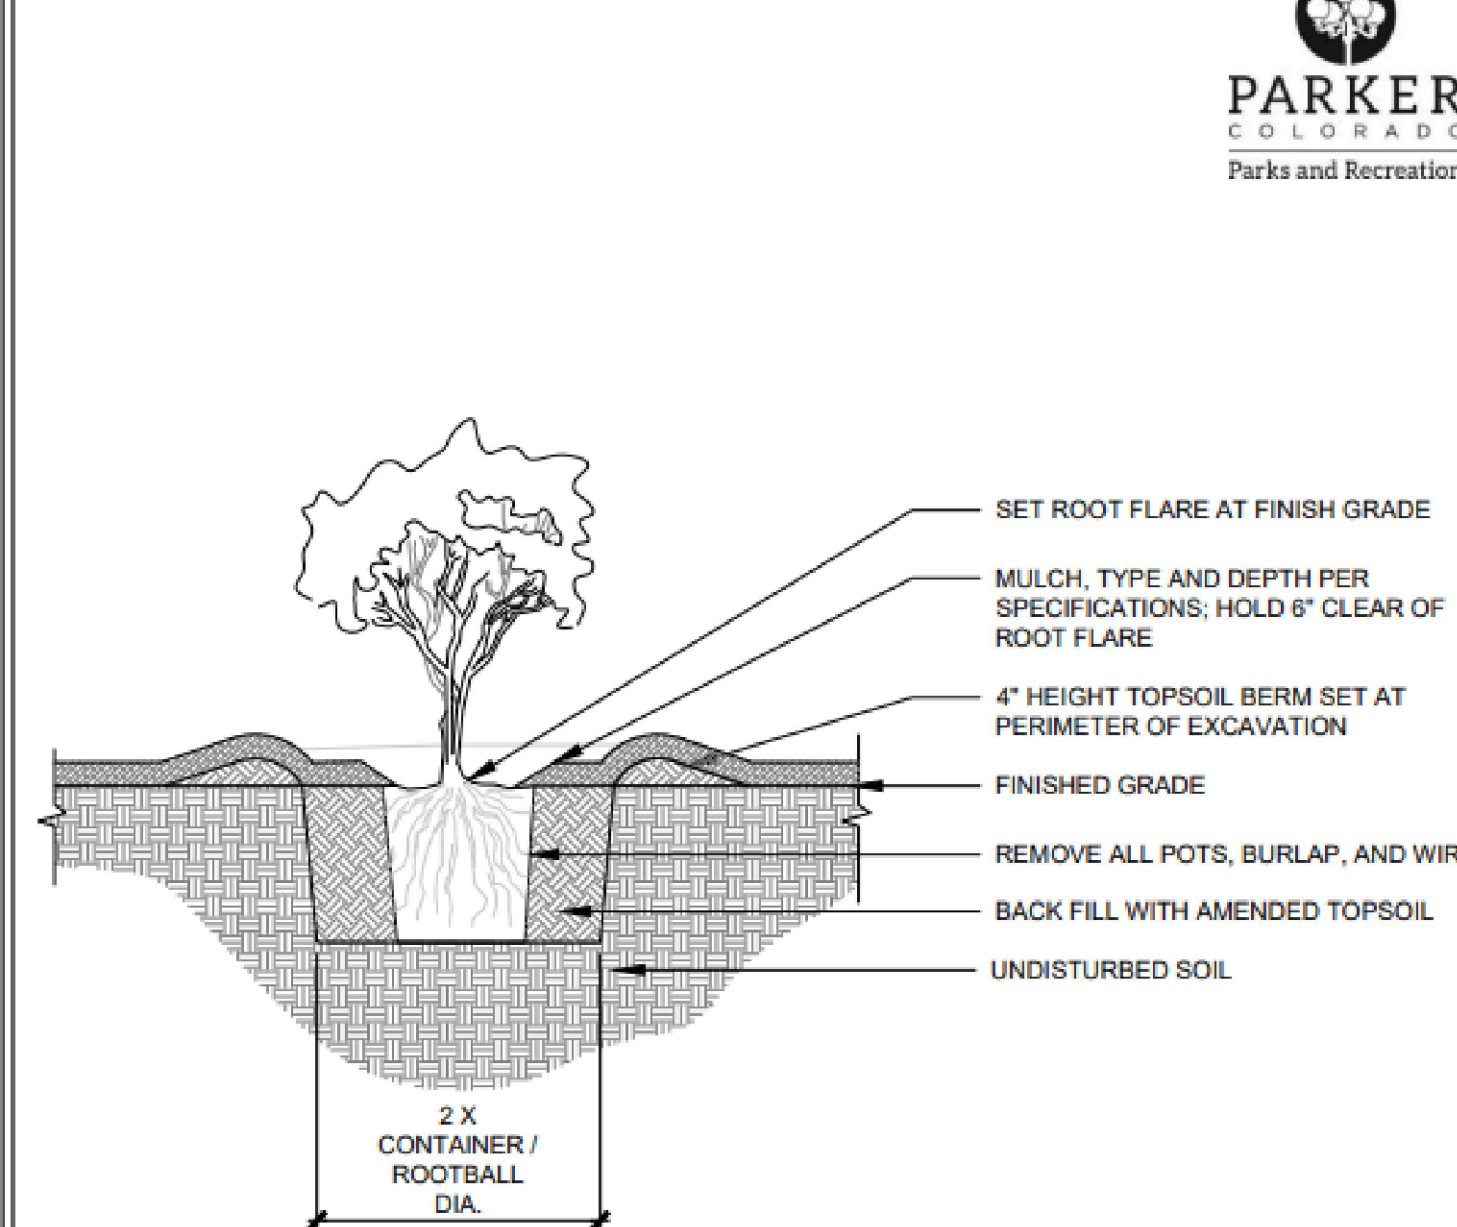 PARKER
COLORADO
Parks and Recreation
SET ROOT FLARE AT FINISH GRADE
MULCH, TYPE AND DEPTH PER
SPECIFICATIONS; HOLD 6" CLEAR OF
ROOT FLARE
4" HEIGHT TOPSOIL BERM SET AT
PERIMETER OF EXCAVATION
FINISHED GRADE
REMOVE ALL POTS, BURLAP, AND WIR
BACK FILL WITH AMENDED TOPSOIL
UNDISTURBED SOIL
2 X
CONTAINER /
ROOTBALL
DIA.